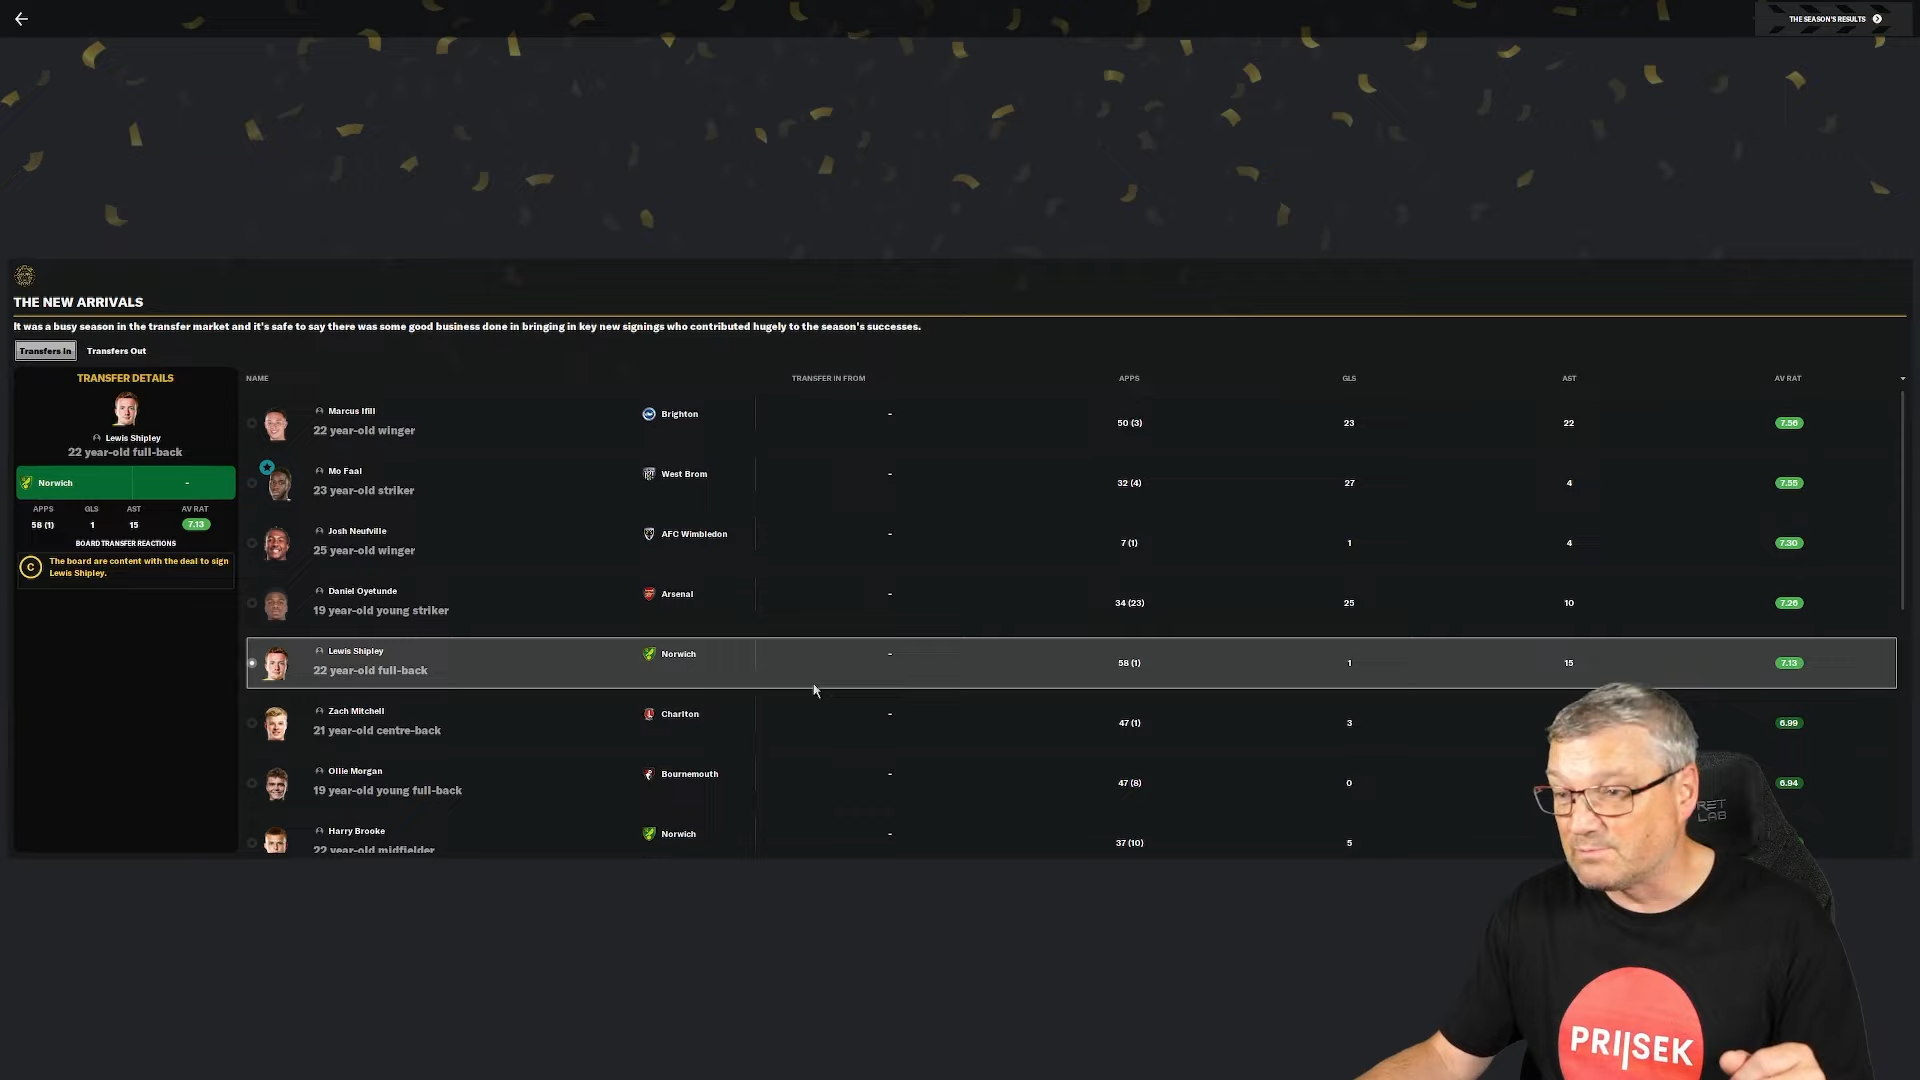 THE SEASON'S RESULTS
THE NEW ARRIVALS
It was a busy season in the transfer market and it's safe to say there was some good business done in bringing in key new signings who contributed hugely to the season's successes.
Transfers In Transfers Out
TRANSFER DETAILS
Lewis Shipley
22 year-old full-back
Norwich -
APPS GLS AST AV RAT
58 (1) 1 15 7.13
BOARD TRANSFER REACTIONS
C The board are content with the deal to sign
Lewis Shipley.
NAME TRANSFER IN FROM APPS GLS AST AV RAT
Marcus Ifill Brighton -
22 year-old winger 50 (3) 23 22 7.56
Mo Faal West Brom -
23 year-old striker 32 (4) 27 4 7.55
Josh Neufville AFC Wimbledon -
25 year-old winger 7 (1) 1 4 7.30
Daniel Oyetunde Arsenal -
19 year-old young striker 34 (23) 25 10 7.26
Lewis Shipley Norwich -
22 year-old full-back 58 (1) 1 15 7.13
Zach Mitchell Charlton -
21 year-old centre-back 47 (1) 3 6.99
Ollie Morgan Bournemouth -
19 year-old young full-back 47 (8) 0 6.94
Harry Brooke Norwich -
22 year-old midfielder 37 (10) 5
RET
LAB
PRIJSEK